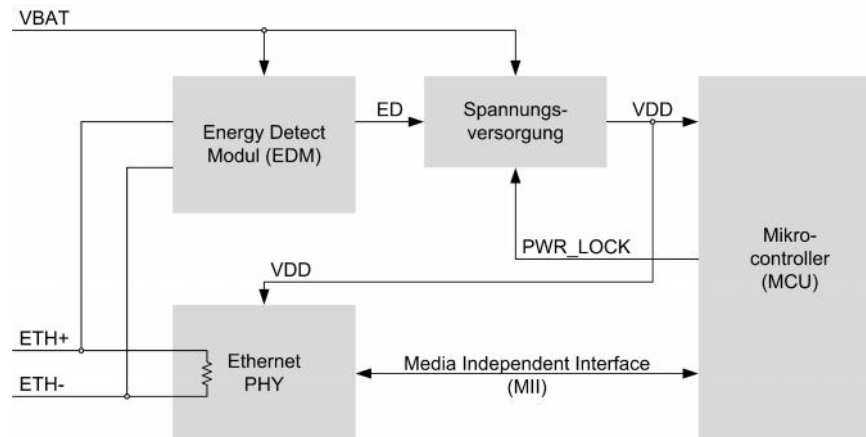 VBAT
Energy Detect
Modul (EDM)
ED
Spannungs-
versorgung
VDD
Mikro-
controller
(MCU)
PWR_LOCK
VDD
ETH+
ETH-
Ethernet
PHY
Media Independent Interface
(MII)